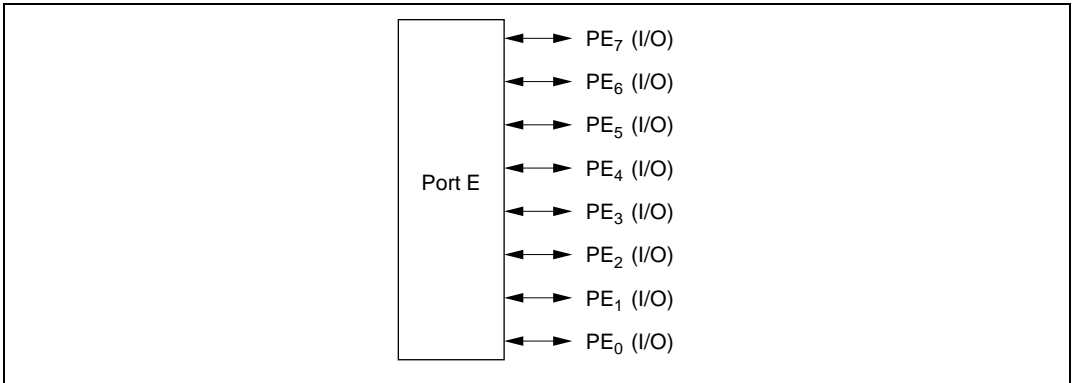 PE7 (I/O)
PE6 (I/O)
PE5 (I/O)
PE4 (I/O)
Port E
PE3 (I/O)
PE2 (I/O)
PE1 (I/O)
PE0 (I/O)